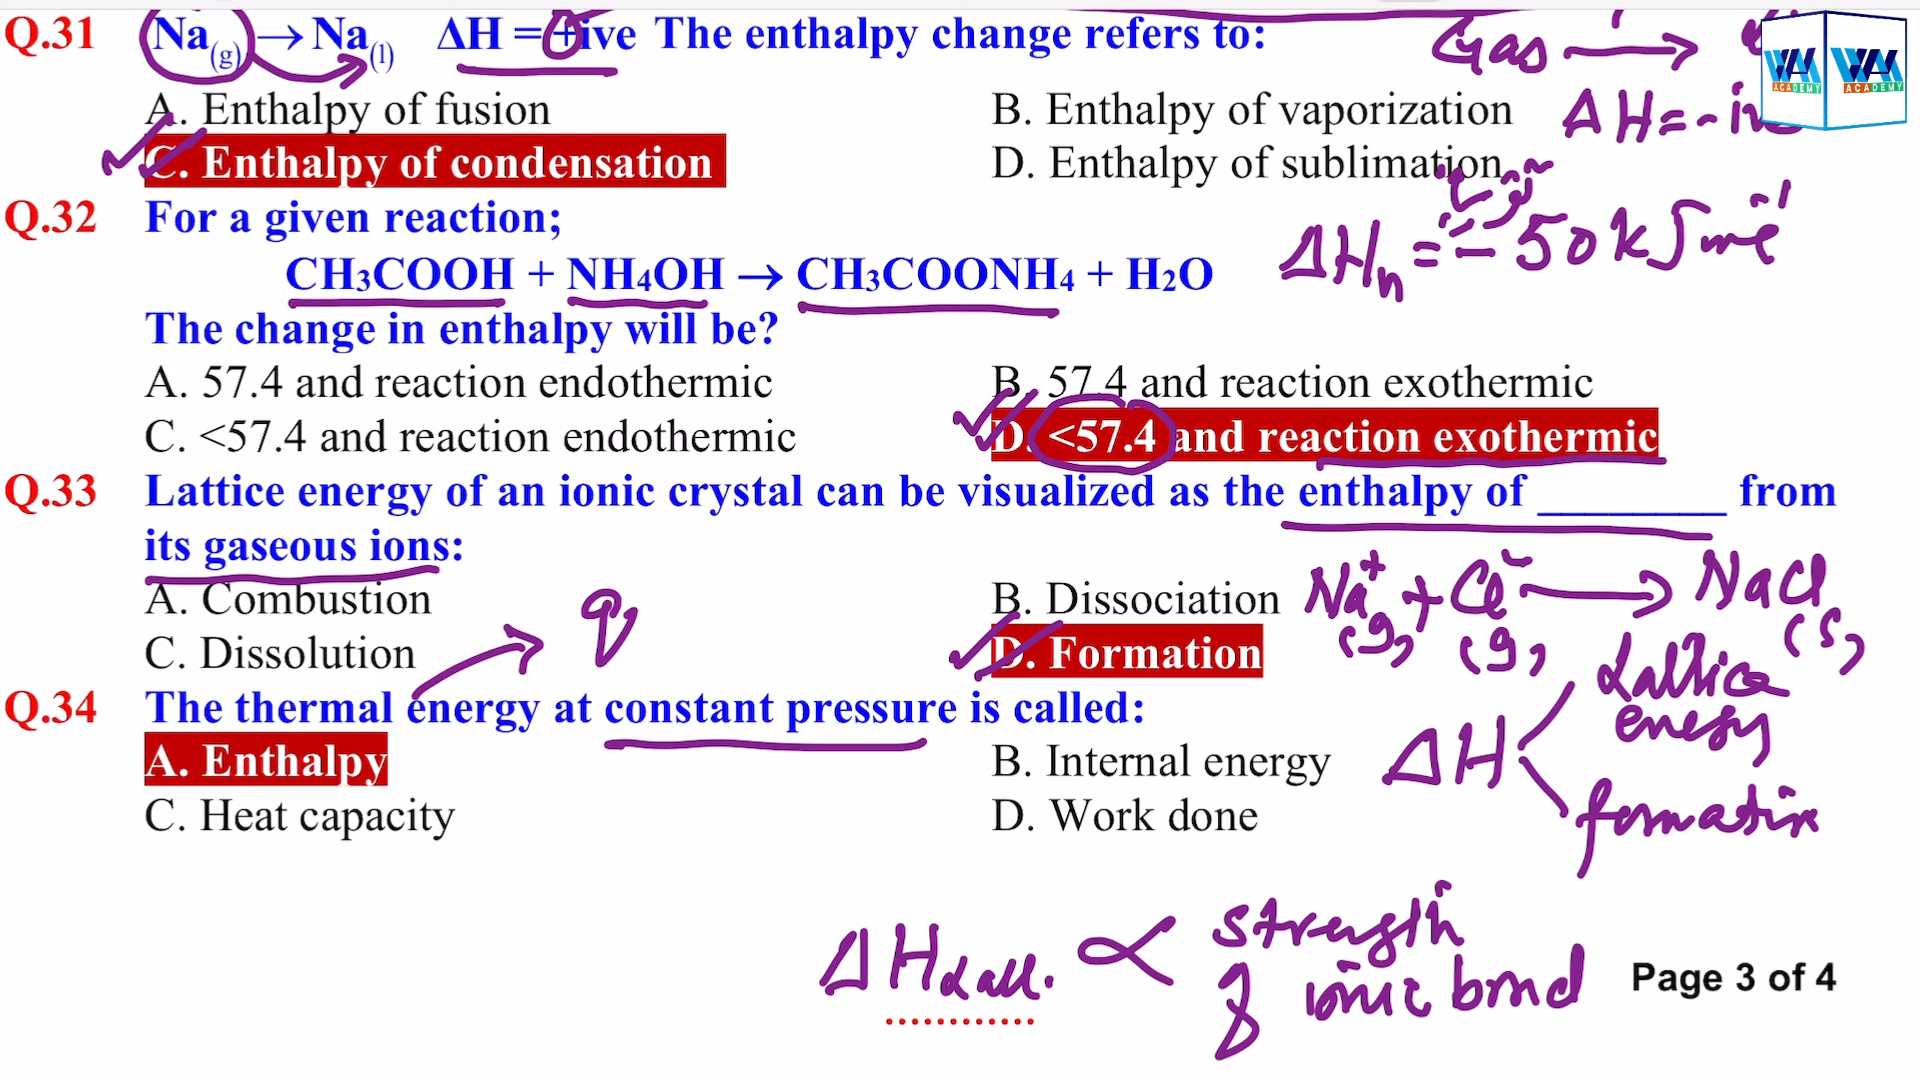 Q.31 Na(g) → Na(l) ΔH = +ive The enthalpy change refers to:
Gas →
A. Enthalpy of fusion B. Enthalpy of vaporization
ΔH = -ive
C. Enthalpy of condensation D. Enthalpy of sublimation
WM ACADEMY WM ACADEMY
Q.32 For a given reaction;
ΔHn = -50 kJ mol-1
CH3COOH + NH4OH → CH3COONH4 + H2O
The change in enthalpy will be?
A. 57.4 and reaction endothermic B. 57.4 and reaction exothermic
C. <57.4 and reaction endothermic D. <57.4 and reaction exothermic
Q.33 Lattice energy of an ionic crystal can be visualized as the enthalpy of ________ from
its gaseous ions:
A. Combustion B. Dissociation
Na+(g) + Cl-(g) → NaCl(s)
C. Dissolution D. Formation
q
Q.34 The thermal energy at constant pressure is called:
A. Enthalpy B. Internal energy
C. Heat capacity D. Work done
ΔH
Lattice
energy
formation
ΔHLatt. ∝ strength
of ionic bond
Page 3 of 4